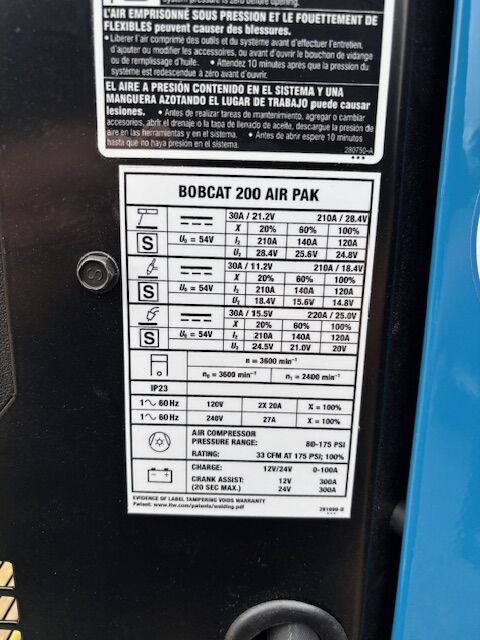 system pressure is zero before opening.
L'AIR EMPRISONNÉ SOUS PRESSION ET LE FOUETTEMENT DE
FLEXIBLES peuvent causer des blessures.
• Libérer l'air comprimé des outils et du système avant d'effectuer l'entretien,
d'ajouter ou modifier les accessoires, ou avant d'ouvrir le bouchon de vidange
ou de remplissage d'huile. • Attendez 10 minutes après que la pression du
système est redescendue à zéro avant d'ouvrir.
EL AIRE A PRESIÓN CONTENIDO EN EL SISTEMA Y UNA
MANGUERA AZOTANDO EL LUGAR DE TRABAJO puede causar
lesiones. • Antes de realizar tareas de mantenimiento, agregar o cambiar
accesorios, abrir el drenaje o la tapa de llenado de aceite, descargue la presión de
aire en las herramientas y en el sistema. • Antes de abrir espere 10 minutos
hasta que no haya presión en el sistema.
280750-A
BOBCAT 200 AIR PAK
30A / 21.2V 210A / 28.4V
X 20% 60% 100%
S U₀ = 54V I₂ 210A 140A 120A
U₂ 28.4V 25.6V 24.8V
30A / 11.2V 210A / 18.4V
X 20% 60% 100%
S U₀ = 54V I₂ 210A 140A 120A
U₂ 18.4V 15.6V 14.8V
30A / 15.5V 220A / 25.0V
X 20% 60% 100%
S U₀ = 54V I₂ 210A 140A 120A
U₂ 24.5V 21.0V 20V
n = 3600 min⁻¹
n₀ = 3600 min⁻¹ n₁ = 2400 min⁻¹
IP23
1 60 Hz 120V 2X 20A X = 100%
1 60 Hz 240V 27A X = 100%
AIR COMPRESSOR
PRESSURE RANGE: 80-175 PSI
RATING: 33 CFM AT 175 PSI; 100%
CHARGE: 12V/24V 0-100A
CRANK ASSIST: 12V 300A
(20 SEC MAX.) 24V 300A
EVIDENCE OF LABEL TAMPERING VOIDS WARRANTY
Patent: www.itw.com/patents/welding.pdf